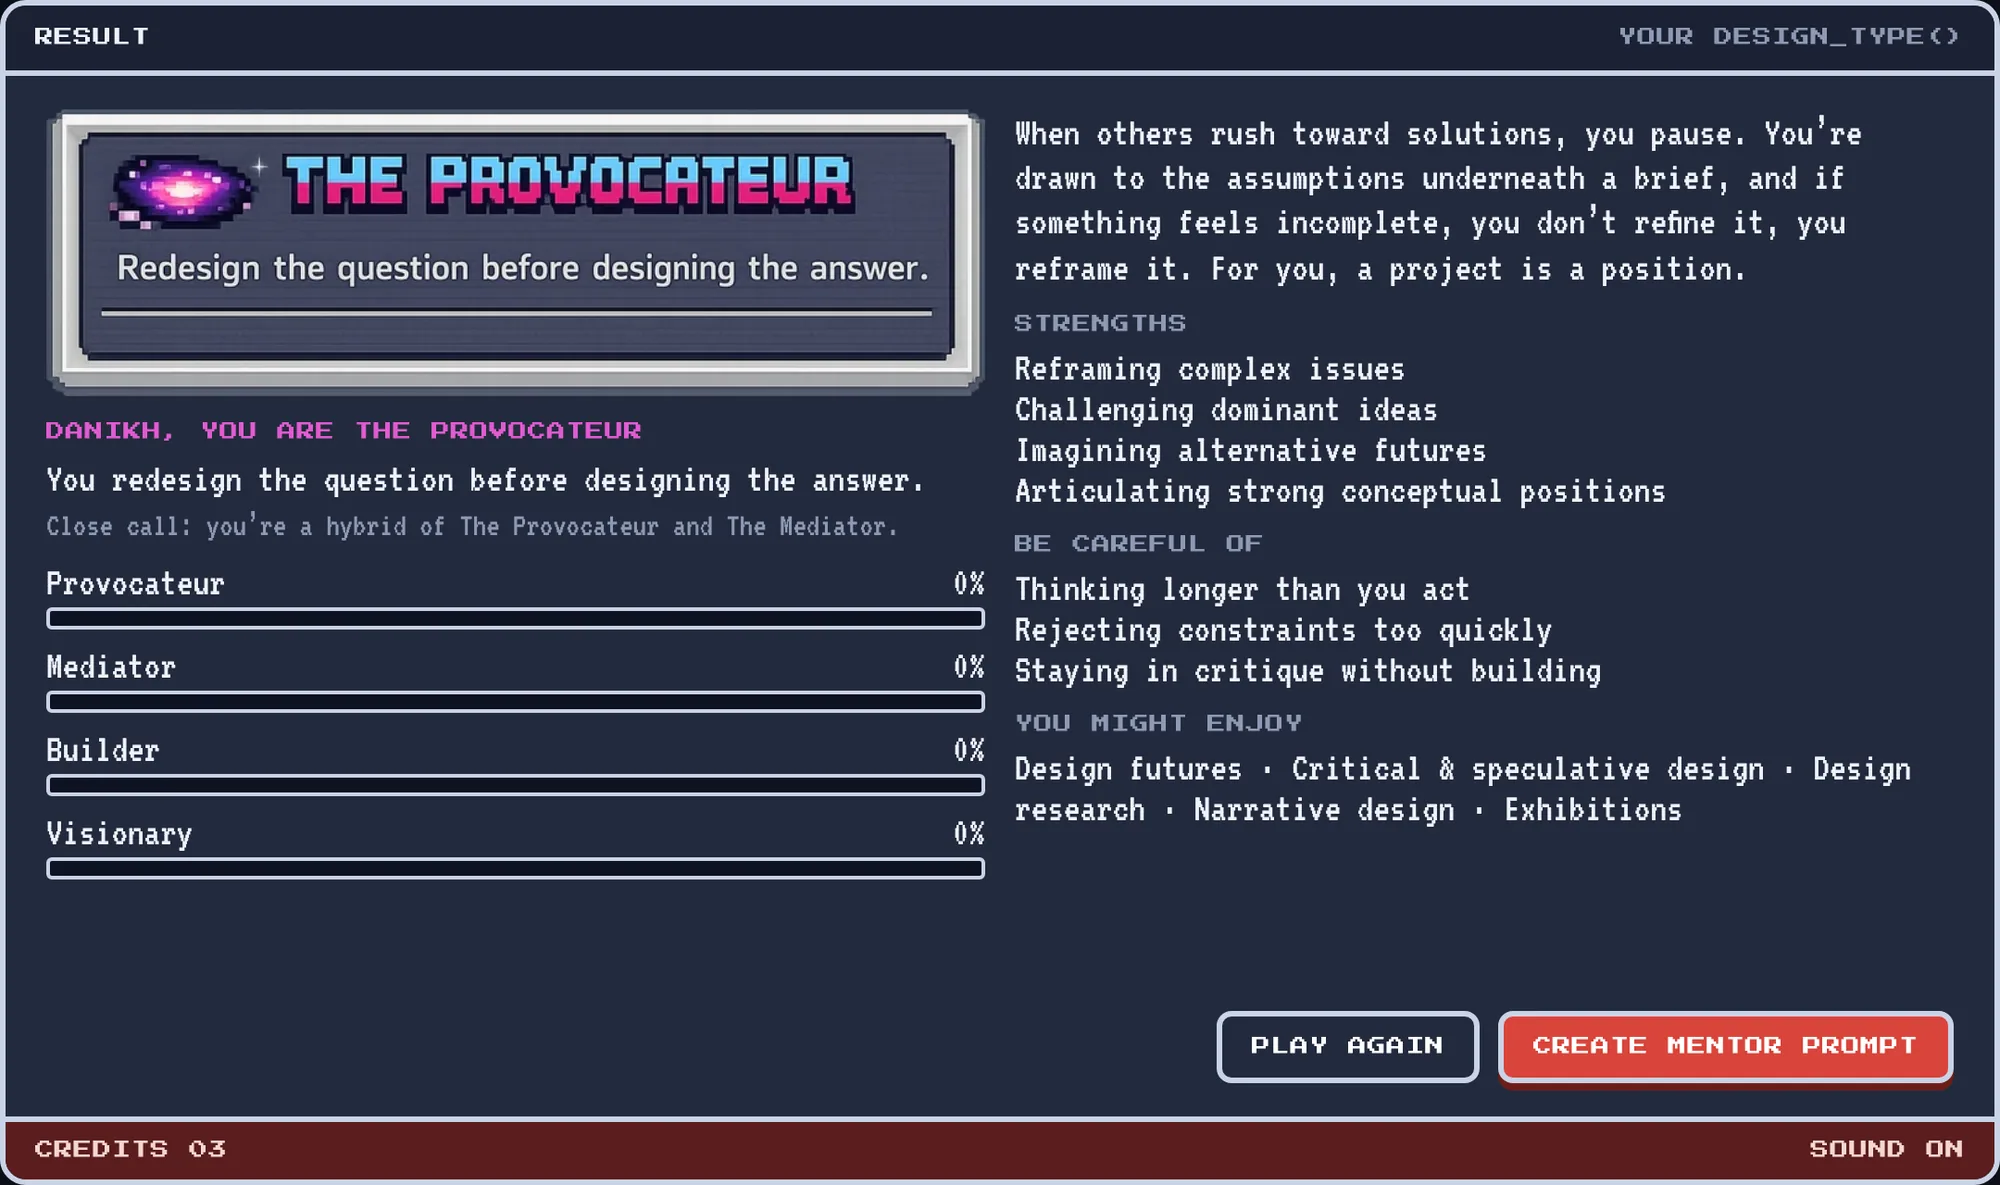 RESULT
YOUR DESIGN_TYPE()
THE PROVOCATEUR
Redesign the question before designing the answer.
DANIKH, YOU ARE THE PROVOCATEUR
You redesign the question before designing the answer.
Close call: you’re a hybrid of The Provocateur and The Mediator.
Provocateur 0%
Mediator 0%
Builder 0%
Visionary 0%
When others rush toward solutions, you pause. You’re
drawn to the assumptions underneath a brief, and if
something feels incomplete, you don’t refine it, you
reframe it. For you, a project is a position.
STRENGTHS
Reframing complex issues
Challenging dominant ideas
Imagining alternative futures
Articulating strong conceptual positions
BE CAREFUL OF
Thinking longer than you act
Rejecting constraints too quickly
Staying in critique without building
YOU MIGHT ENJOY
Design futures · Critical & speculative design · Design
research · Narrative design · Exhibitions
PLAY AGAIN
CREATE MENTOR PROMPT
CREDITS 03
SOUND ON